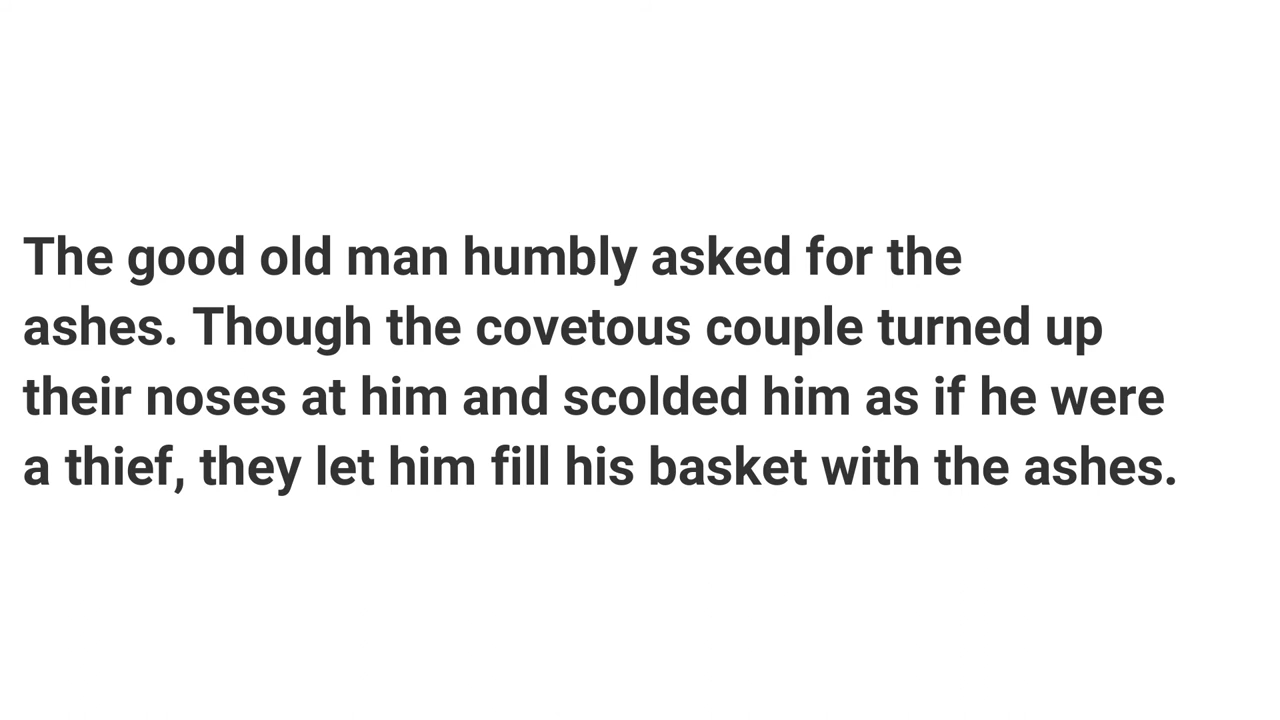 The good old man humbly asked for the
ashes. Though the covetous couple turned up
their noses at him and scolded him as if he were
a thief, they let him fill his basket with the ashes.